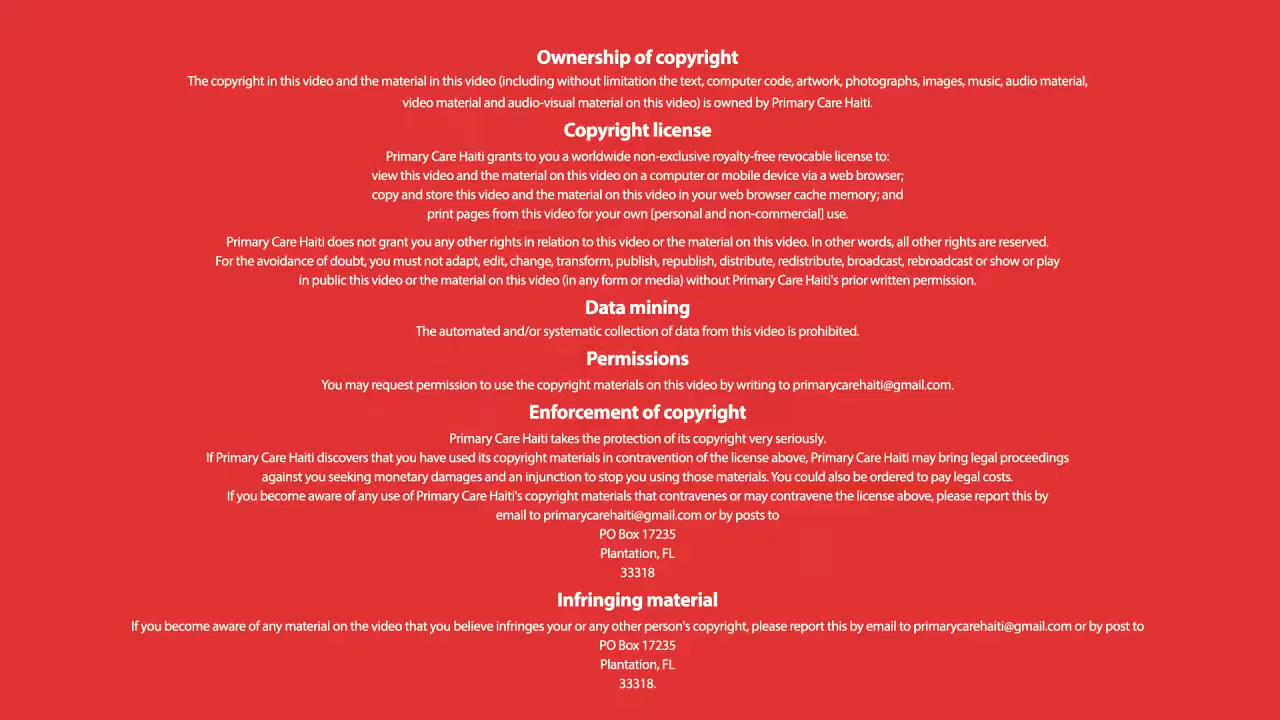 Ownership of copyright
The copyright in this video and the material in this video (including without limitation the text, computer code, artwork, photographs, images, music, audio material,
video material and audio-visual material on this video) is owned by Primary Care Haiti.
Copyright license
Primary Care Haiti grants to you a worldwide non-exclusive royalty-free revocable license to:
view this video and the material on this video on a computer or mobile device via a web browser;
copy and store this video and the material on this video in your web browser cache memory; and
print pages from this video for your own [personal and non-commercial] use.
Primary Care Haiti does not grant you any other rights in relation to this video or the material on this video. In other words, all other rights are reserved.
For the avoidance of doubt, you must not adapt, edit, change, transform, publish, republish, distribute, redistribute, broadcast, rebroadcast or show or play
in public this video or the material on this video (in any form or media) without Primary Care Haiti's prior written permission.
Data mining
The automated and/or systematic collection of data from this video is prohibited.
Permissions
You may request permission to use the copyright materials on this video by writing to primarycarehaiti@gmail.com.
Enforcement of copyright
Primary Care Haiti takes the protection of its copyright very seriously.
If Primary Care Haiti discovers that you have used its copyright materials in contravention of the license above, Primary Care Haiti may bring legal proceedings
against you seeking monetary damages and an injunction to stop you using those materials. You could also be ordered to pay legal costs.
If you become aware of any use of Primary Care Haiti's copyright materials that contravenes or may contravene the license above, please report this by
email to primarycarehaiti@gmail.com or by posts to
PO Box 17235
Plantation, FL
33318
Infringing material
If you become aware of any material on the video that you believe infringes your or any other person's copyright, please report this by email to primarycarehaiti@gmail.com or by post to
PO Box 17235
Plantation, FL
33318.